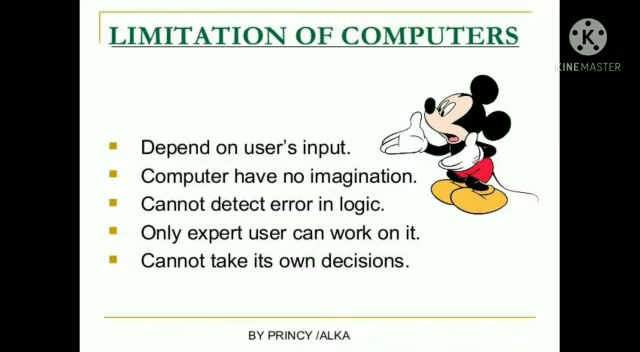 LIMITATION OF COMPUTERS
K
KINEMASTER
Depend on user's input.
Computer have no imagination.
Cannot detect error in logic.
Only expert user can work on it.
Cannot take its own decisions.
BY PRINCY /ALKA